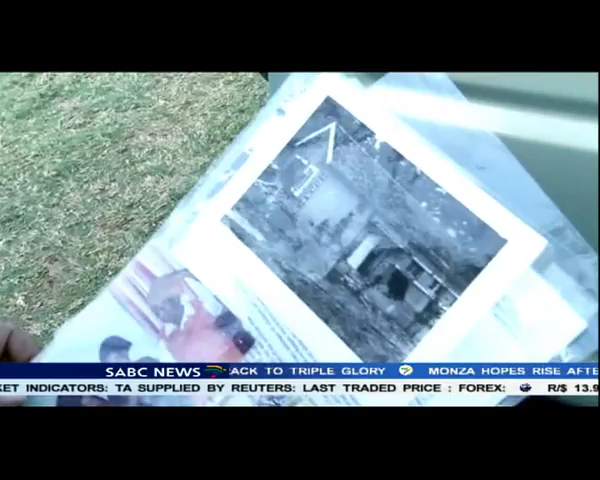 SABC NEWS ACK TO TRIPLE GLORY MONZA HOPES RISE AFTE
KET INDICATORS: TA SUPPLIED BY REUTERS: LAST TRADED PRICE : FOREX: R/$ 13.9